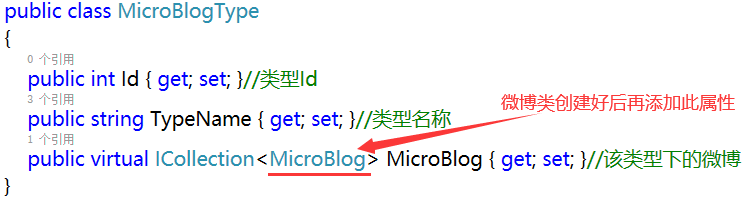 public class MicroBlogType
{
0 个引用
public int Id { get; set; }//类型Id
3 个引用
微博类创建好后再添加此属性
public string TypeName { get; set; }//类型名称
1 个引用
public virtual ICollection<MicroBlog> MicroBlog { get; set; }//该类型下的微博
}